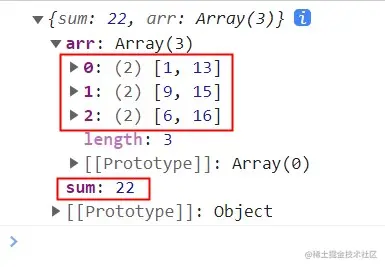 ▼ {sum: 22, arr: Array(3)} i
▼ arr: Array(3)
▶ 0: (2) [1, 13]
▶ 1: (2) [9, 15]
▶ 2: (2) [6, 16]
length: 3
▶ [[Prototype]]: Array(0)
sum: 22
▶ [[Prototype]]: Object
>
@稀土掘金技术社区